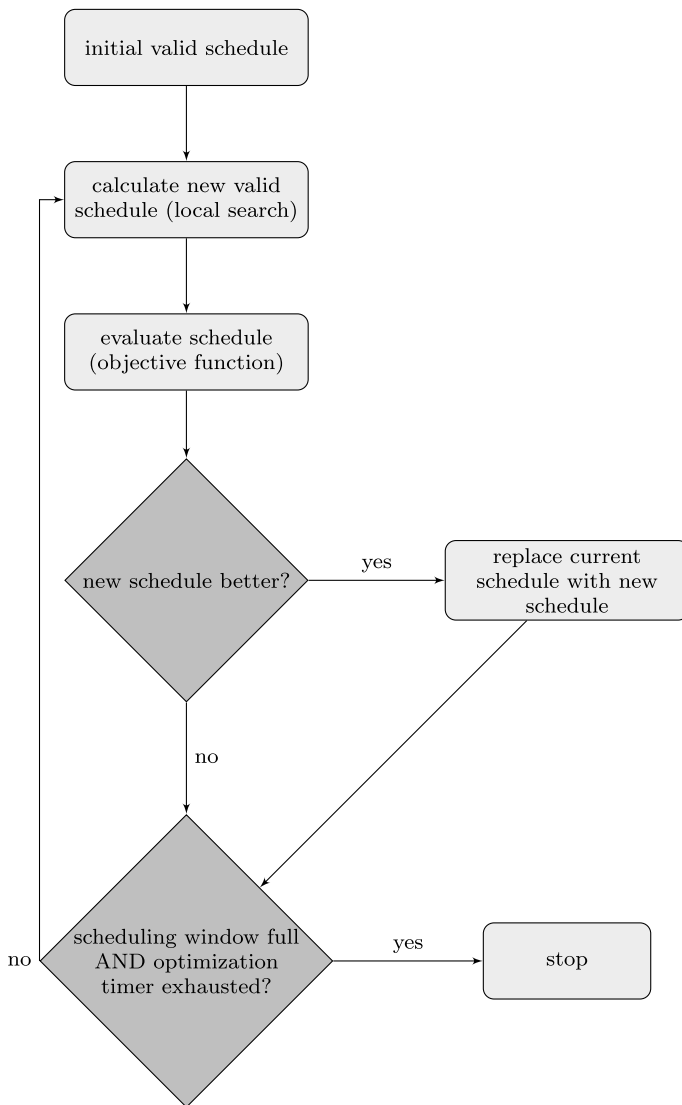 initial valid schedule
calculate new valid
schedule (local search)
evaluate schedule
(objective function)
new schedule better?
yes
replace current
schedule with new
schedule
no
scheduling window full
AND optimization
timer exhausted?
no
yes
stop